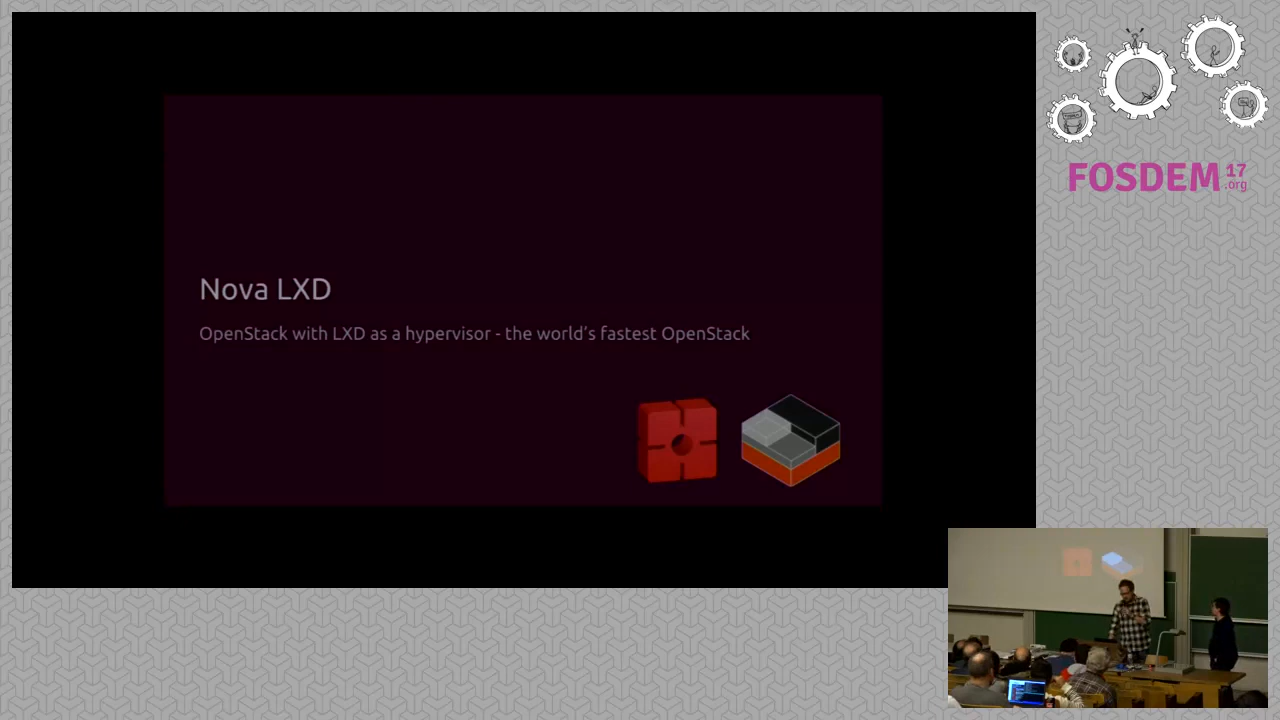 Nova LXD
OpenStack with LXD as a hypervisor - the world's fastest OpenStack
FOSDEM 17
.org